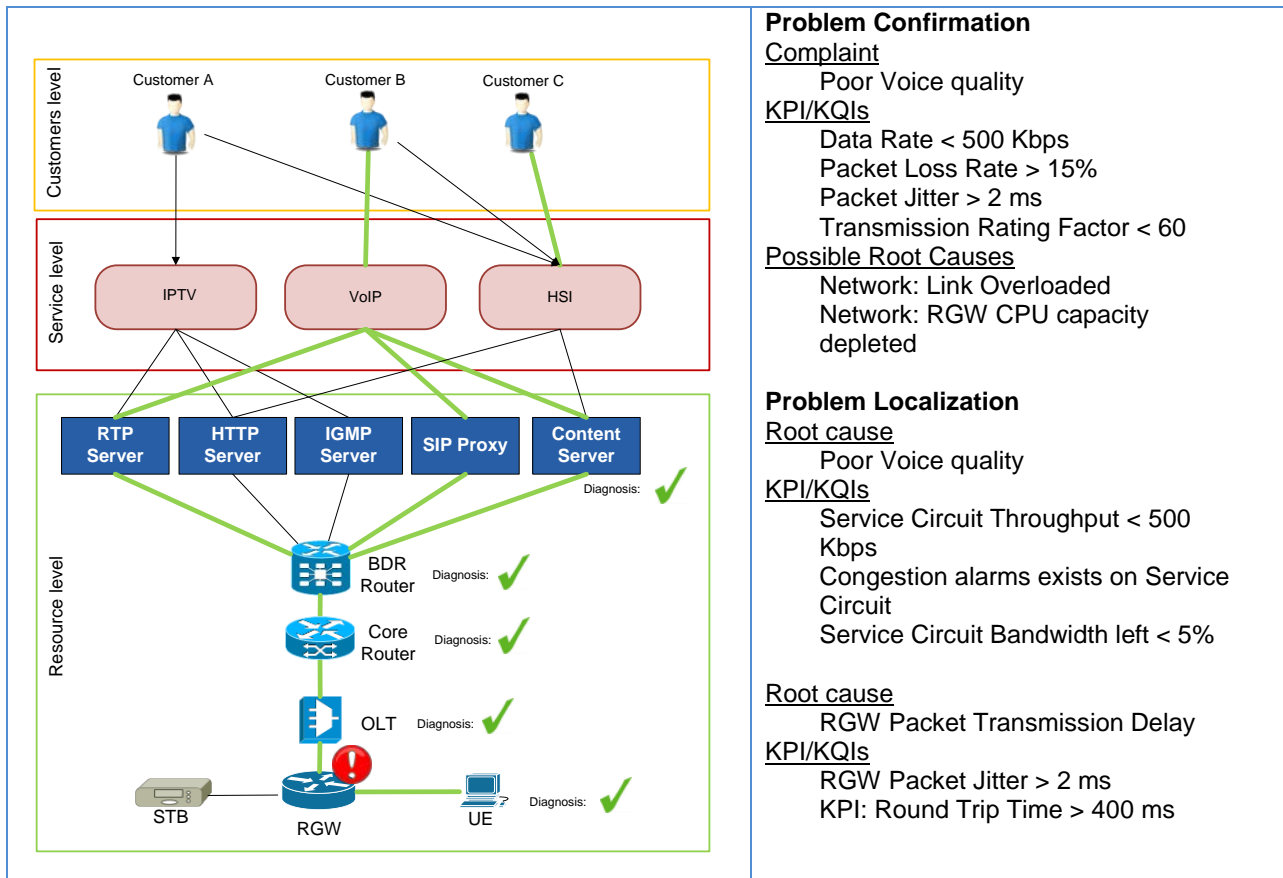 Customers level
Customer A
Customer B
Customer C
Service level
IPTV
VoIP
HSI
Resource level
RTP
Server
HTTP
Server
IGMP
Server
SIP Proxy
Content
Server
Diagnosis:
BDR
Router
Diagnosis:
Core
Router
Diagnosis:
OLT
Diagnosis:
STB
RGW
UE
Diagnosis:
Problem Confirmation
Complaint
Poor Voice quality
KPI/KQIs
Data Rate < 500 Kbps
Packet Loss Rate > 15%
Packet Jitter > 2 ms
Transmission Rating Factor < 60
Possible Root Causes
Network: Link Overloaded
Network: RGW CPU capacity
depleted
Problem Localization
Root cause
Poor Voice quality
KPI/KQIs
Service Circuit Throughput < 500
Kbps
Congestion alarms exists on Service
Circuit
Service Circuit Bandwidth left < 5%
Root cause
RGW Packet Transmission Delay
KPI/KQIs
RGW Packet Jitter > 2 ms
KPI: Round Trip Time > 400 ms